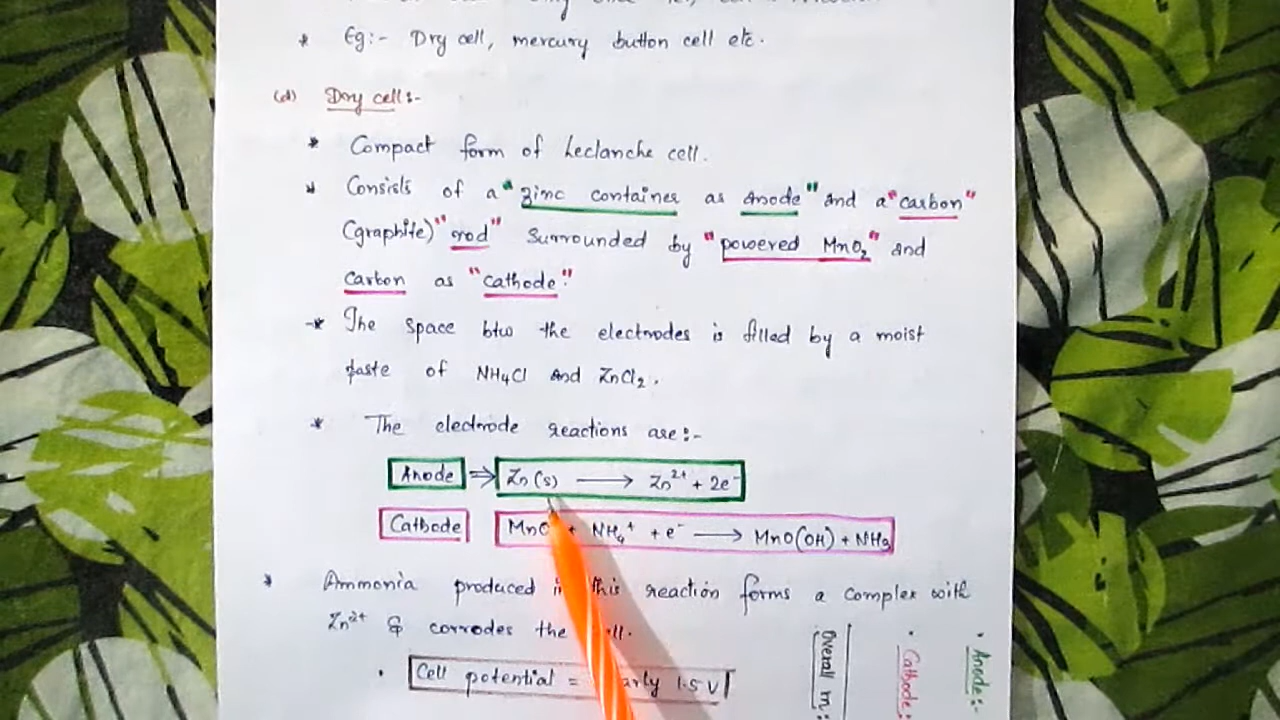 * Eg:- Dry cell, mercury button cell etc.
(d) Dry cell:-
* Compact form of Leclanche cell.
* Consists of a "zinc container as Anode" and a "carbon"
(graphite) "rod" surrounded by "powered MnO₂" and
carbon as "cathode."
* The space btw the electrodes is filled by a moist
paste of NH₄Cl and ZnCl₂.
* The electrode reactions are:-
Anode ⇒ Zn(s) ⟶ Zn²⁺ + 2e⁻
Cathode MnO + NH₄⁺ + e⁻ ⟶ MnO(OH) + NH₃
* Ammonia produced this reaction forms a complex with
Zn²⁺ & corrodes the
• Cell potential = 1.5 V
Overall
• Cathode:-
• Anode:-